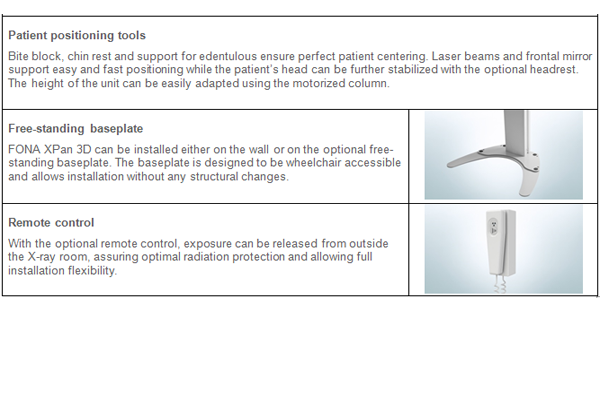 Patient positioning tools
Bite block, chin rest and support for edentulous ensure perfect patient centering. Laser beams and frontal mirror
support easy and fast positioning while the patient's head can be further stabilized with the optional headrest.
The height of the unit can be easily adapted using the motorized column.
Free-standing baseplate
FONA XPan 3D can be installed either on the wall or on the optional free-
standing baseplate. The baseplate is designed to be wheelchair accessible
and allows installation without any structural changes.
Remote control
With the optional remote control, exposure can be released from outside
the X-ray room, assuring optimal radiation protection and allowing full
installation flexibility.